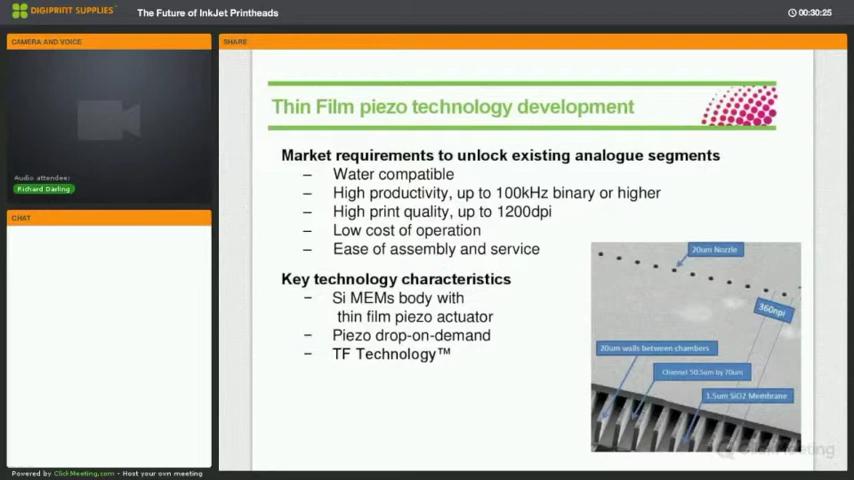 DIGIPRINT SUPPLIES
The Future of InkJet Printheads
00:30:25
CAMERA AND VOICE
SHARE
Audio attendee:
Richard Darling
CHAT
Thin Film piezo technology development
Market requirements to unlock existing analogue segments
– Water compatible
– High productivity, up to 100kHz binary or higher
– High print quality, up to 1200dpi
– Low cost of operation
– Ease of assembly and service
Key technology characteristics
– Si MEMs body with
thin film piezo actuator
– Piezo drop-on-demand
– TF Technology™
20um Nozzle
360npi
20um walls between chambers
Channel 50.5um by 70um
1.5um SiO2 Membrane
ClickMeeting
Powered by ClickMeeting.com - Host your own meeting